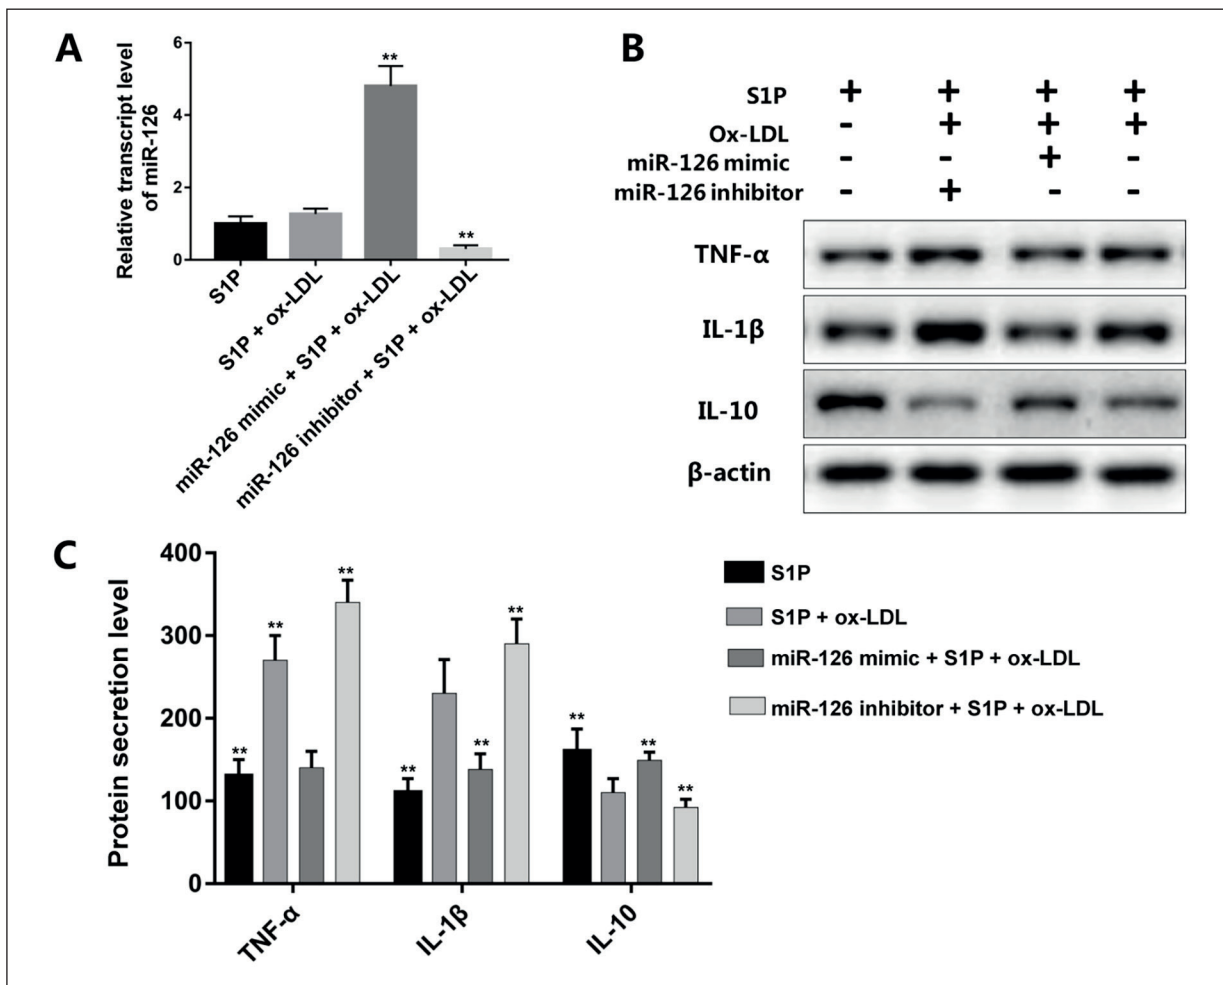 A
6
4
2
0
Relative transcript level
of miR-126
**
**
S1P
S1P + ox-LDL
miR-126 mimic + S1P + ox-LDL
miR-126 inhibitor + S1P + ox-LDL
B
S1P + + + +
Ox-LDL - + + +
miR-126 mimic - - + -
miR-126 inhibitor - + - -
TNF-α
IL-1β
IL-10
β-actin
C
400
300
200
100
0
Protein secretion level
** ** **
** ** **
** ** **
TNF-α
IL-1β
IL-10
S1P
S1P + ox-LDL
miR-126 mimic + S1P + ox-LDL
miR-126 inhibitor + S1P + ox-LDL